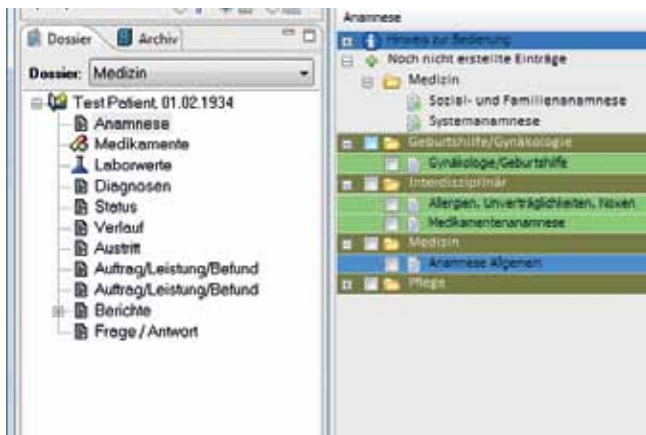 Dossier
Archiv
Dossier: Medizin
Test Patient, 01.02.1934
Anamnese
Medikamente
Laborwerte
Diagnosen
Status
Verlauf
Austritt
Auftrag/Leistung/Befund
Auftrag/Leistung/Befund
Berichte
Frage / Antwort
Anamnese
Hinweis zur Bedienung
Noch nicht erstellte Einträge
Medizin
Sozial- und Familienanamnese
Systemanamnese
Geburtshilfe/Gynäkologie
Gynäkologie/Geburtshilfe
Interdisziplinär
Allergien, Unverträglichkeiten, Noxen
Medikamentenanamnese
Medizin
Anamnese Allgemein
Pflege